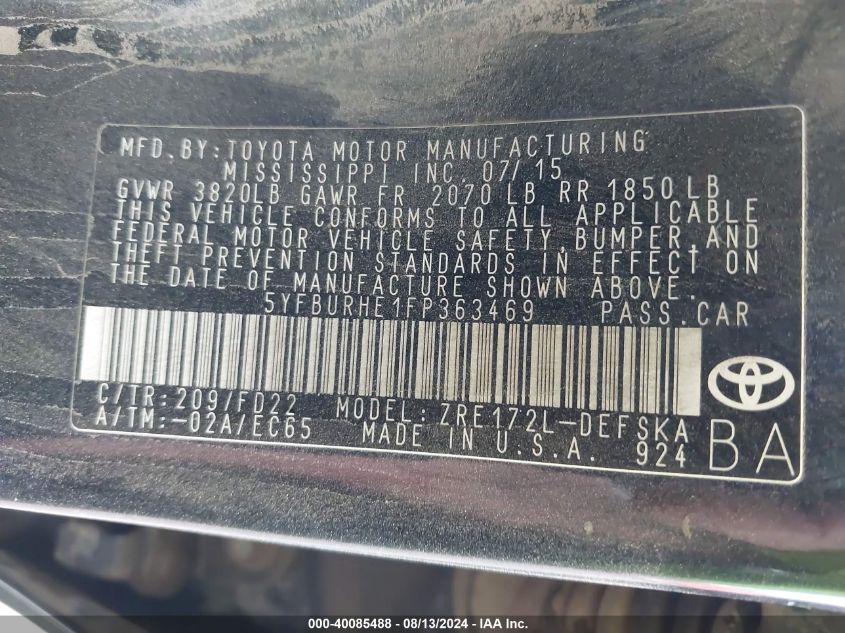 MFD.BY:TOYOTA MOTOR MANUFACTURING
MISSISSIPPI INC. 07/15
GVWR 3820LB GAWR FR 2070 LB RR 1850 LB
THIS VEHICLE CONFORMS TO ALL APPLICABLE
FEDERAL MOTOR VEHICLE SAFETY,BUMPER,AND
THEFT PREVENTION STANDARDS IN EFFECT ON
THE DATE OF MANUFACTURE SHOWN ABOVE.
5YFBURHE1FP363469 PASS.CAR
C/TR:209/FD22 MODEL: ZRE172L-DEFSKA
A/TM:-02A/EC65 MADE IN U.S.A. 924 BA
000-40085488 - 08/13/2024 - IAA Inc.